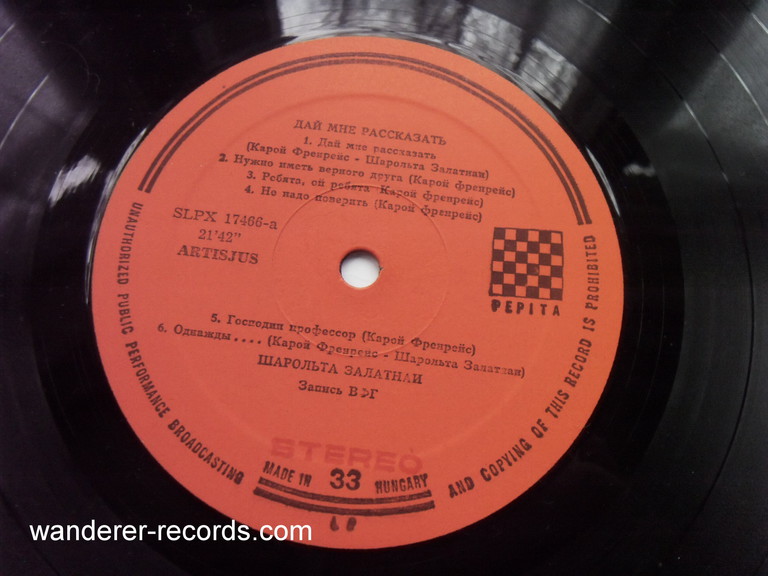 ДАЙ МНЕ РАССКАЗАТЬ
1. Дай мне рассказать
(Карой Френрейс - Шарольта Залатнаи)
2. Нужно иметь верного друга (Карой френрейс)
3. Ребята, ой ребята Карой френрейс)
4. Но надо поверить (Карой френрейс)
SLPX 17466-a
21'42"
ARTISJUS
PEPITA
5. Господин профессор (Карой Френрейс)
6. Однажды.... (Карой Френрейс - Шарольта Залатнаи)
ШАРОЛЬТА ЗАЛАТНАИ
Запись ВЭГ
STEREO
MADE IN 33 HUNGARY
UNAUTHORIZED PUBLIC PERFORMANCE BROADCASTING AND COPYING OF THIS RECORD IS PROHIBITED
wanderer-records.com